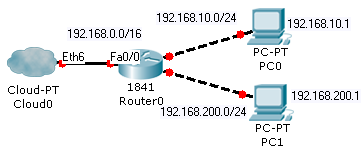 192.168.10.0/24
192.168.0.0/16
192.168.10.1
Eth6
Fa0/0
PC-PT
PC0
Cloud-PT
Cloud0
1841
Router0
192.168.200.1
192.168.200.0/24
PC-PT
PC1